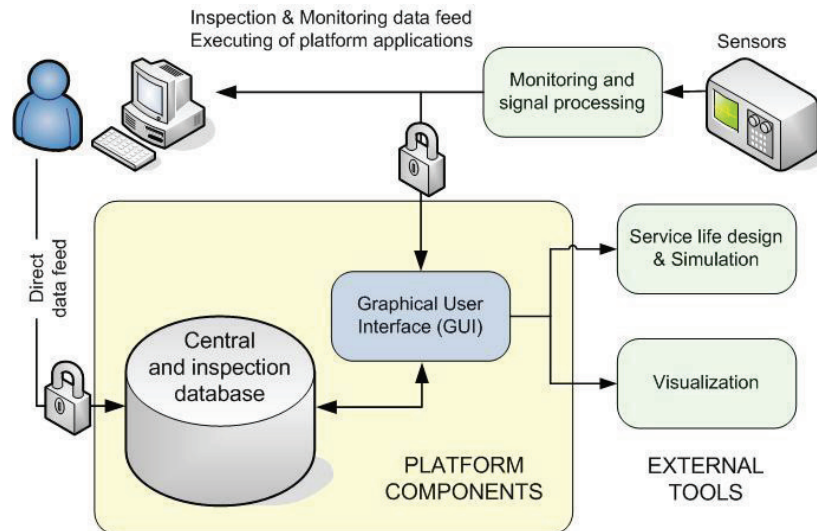 Inspection & Monitoring data feed
Executing of platform applications
Sensors
Monitoring and
signal processing
Direct
data feed
Service life design
& Simulation
Graphical User
Interface (GUI)
Central
and inspection
database
Visualization
PLATFORM
COMPONENTS
EXTERNAL
TOOLS